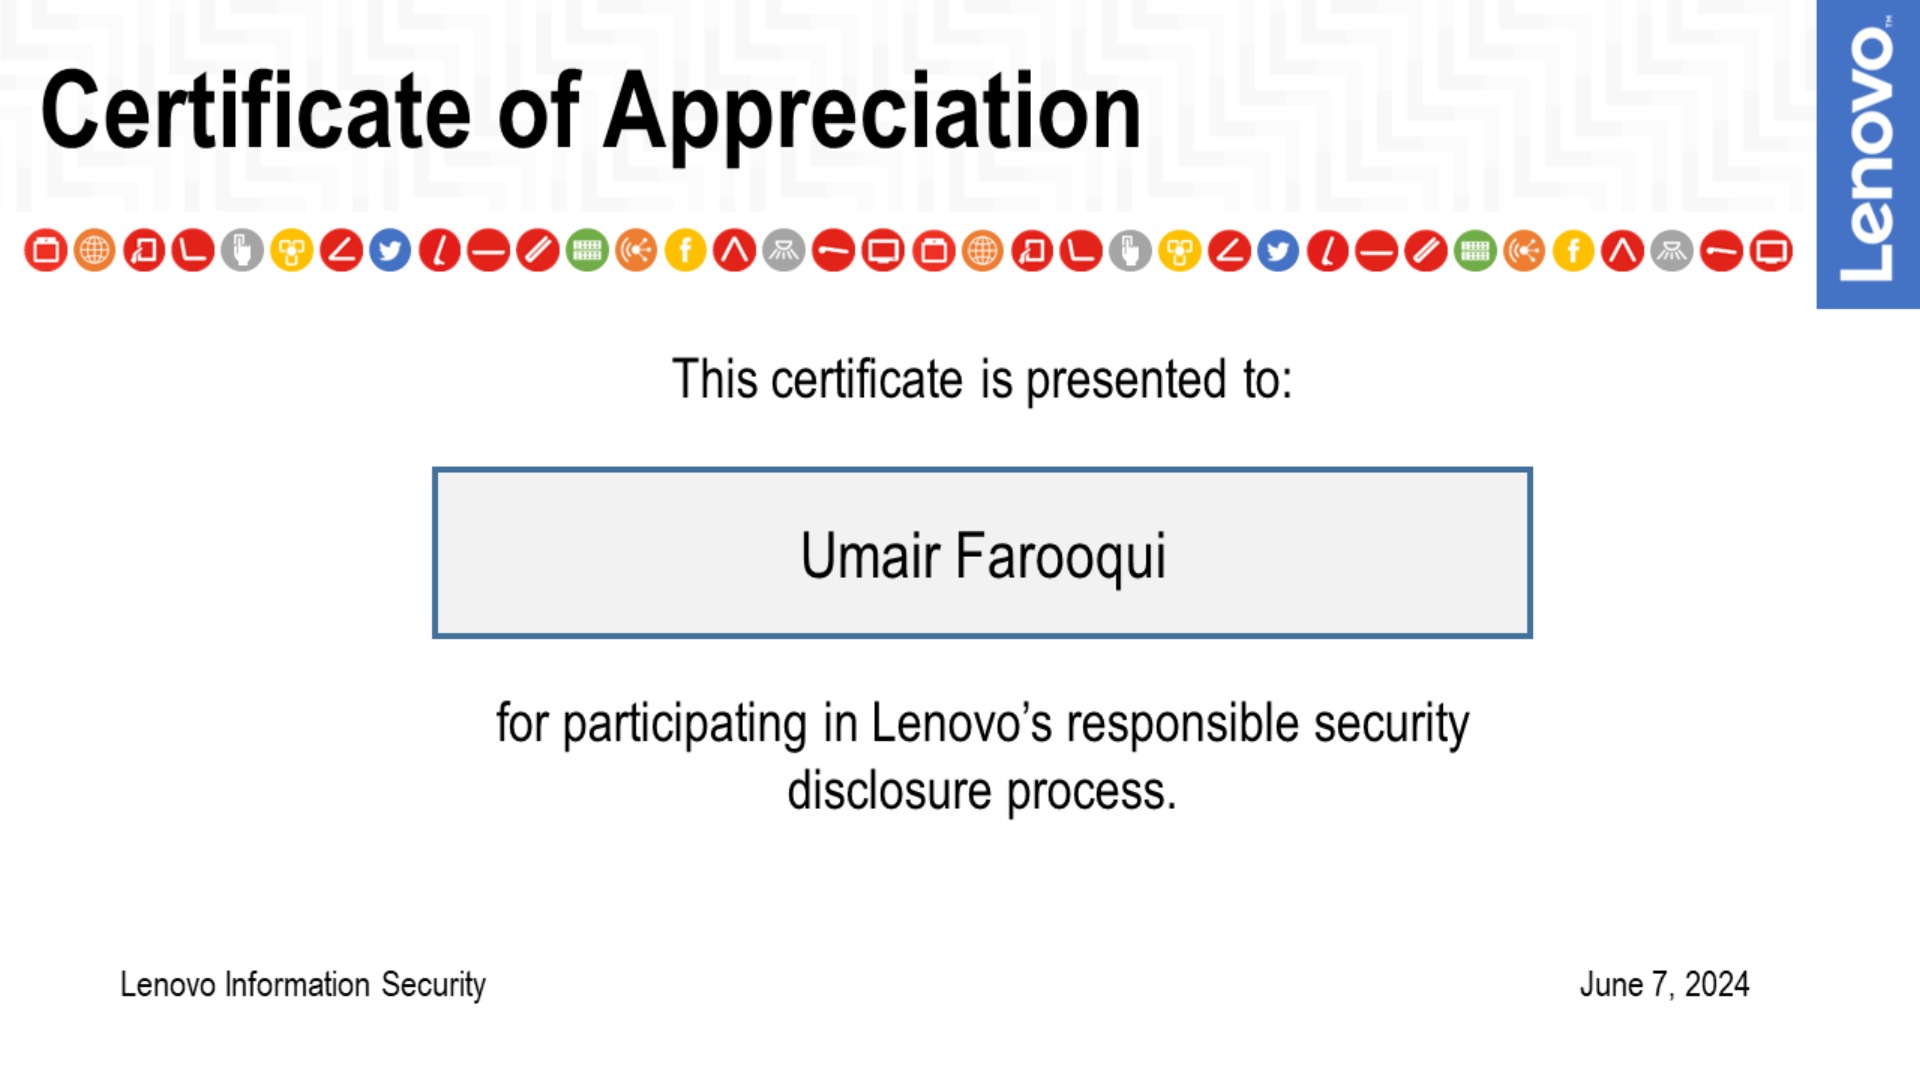 Certificate of Appreciation
Lenovo™
This certificate is presented to:
Umair Farooqui
for participating in Lenovo’s responsible security
disclosure process.
Lenovo Information Security
June 7, 2024